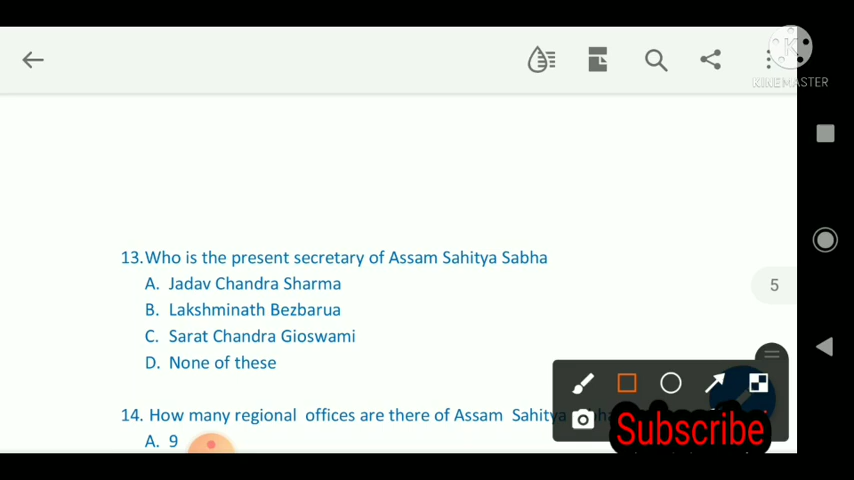 KINEMASTER
13.Who is the present secretary of Assam Sahitya Sabha
A. Jadav Chandra Sharma
5
B. Lakshminath Bezbarua
C. Sarat Chandra Gioswami
D. None of these
14. How many regional offices are there of Assam Sahitya
Subscribe
A. 9